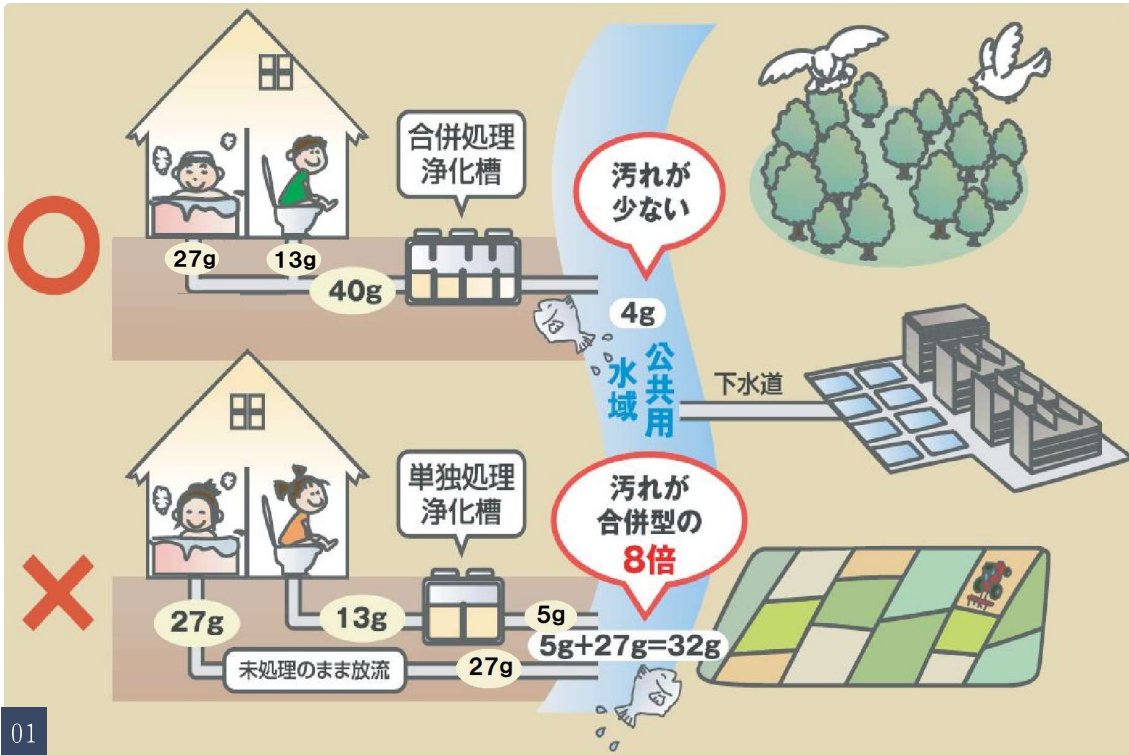 合併処理
浄化槽
汚れが
少ない
27g
13g
40g
4g
公共用
水域
下水道
単独処理
浄化槽
汚れが
合併型の
8倍
27g
13g
5g
5g+27g=32g
未処理のまま放流
27g
01